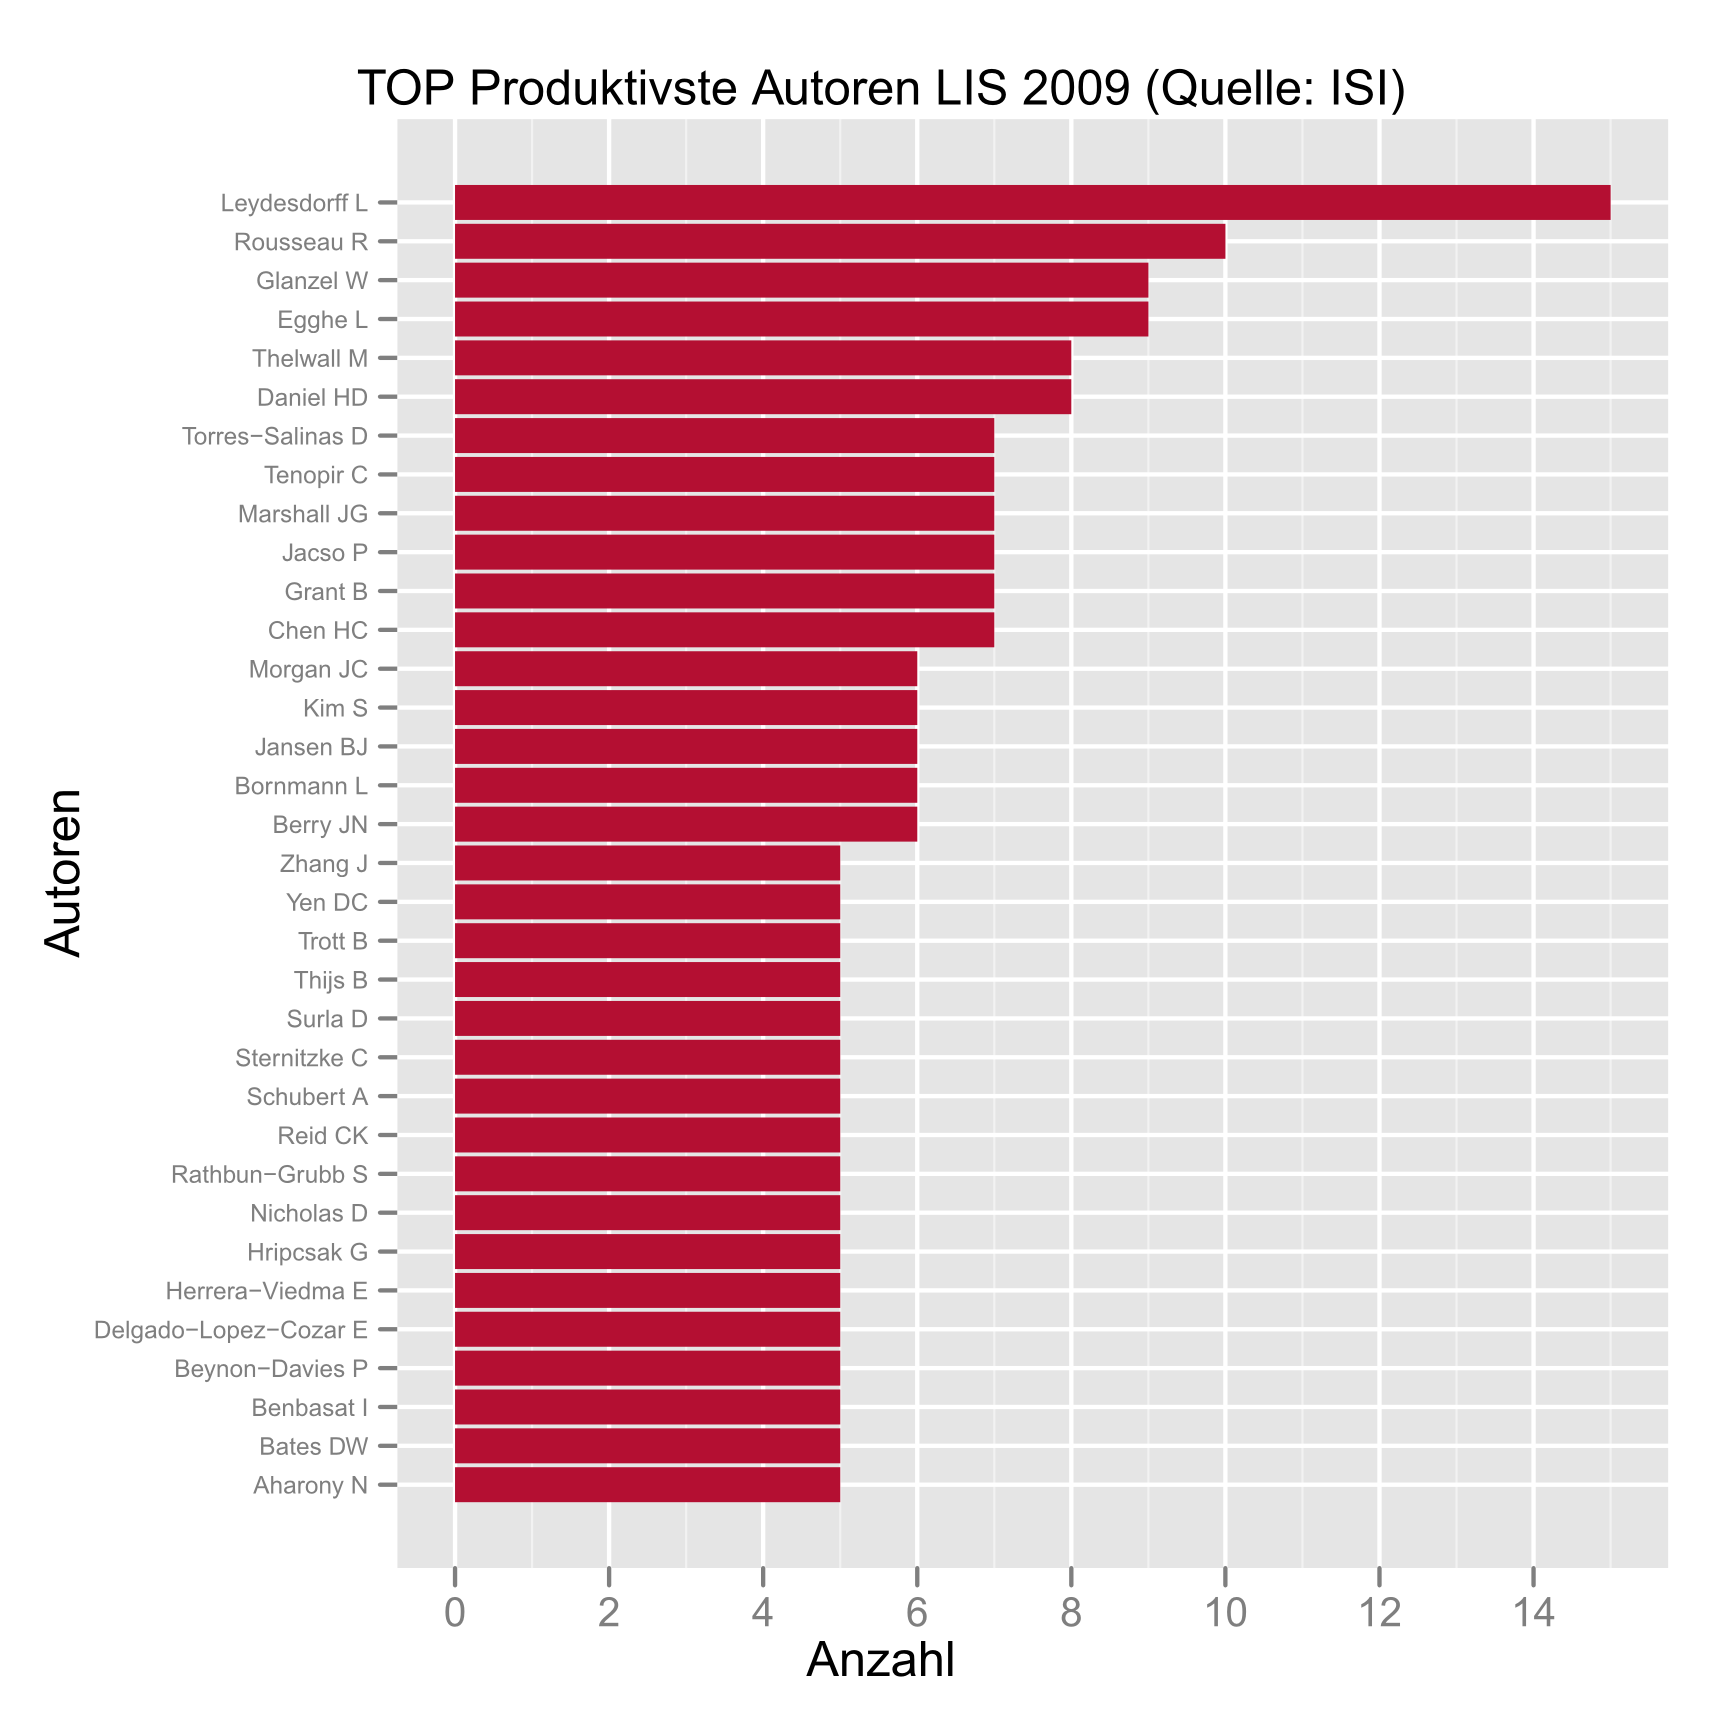 TOP Produktivste Autoren LIS 2009 (Quelle: ISI)
Leydesdorff L
Rousseau R
Glanzel W
Egghe L
Thelwall M
Daniel HD
Torres−Salinas D
Tenopir C
Marshall JG
Jacso P
Grant B
Chen HC
Morgan JC
Kim S
Jansen BJ
Bornmann L
Berry JN
Zhang J
Yen DC
Trott B
Thijs B
Surla D
Sternitzke C
Schubert A
Reid CK
Rathbun−Grubb S
Nicholas D
Hripcsak G
Herrera−Viedma E
Delgado−Lopez−Cozar E
Beynon−Davies P
Benbasat I
Bates DW
Aharony N
Autoren
0 2 4 6 8 10 12 14
Anzahl